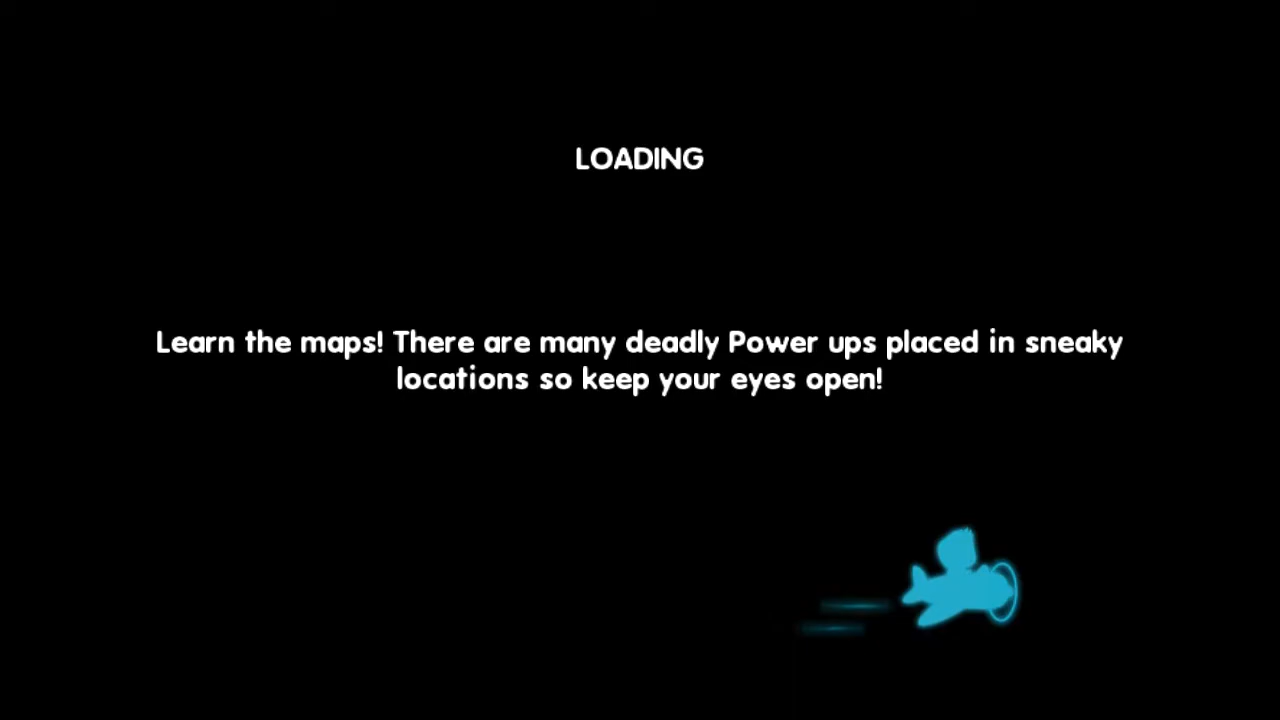 LOADING
Learn the maps! There are many deadly Power ups placed in sneaky
locations so keep your eyes open!